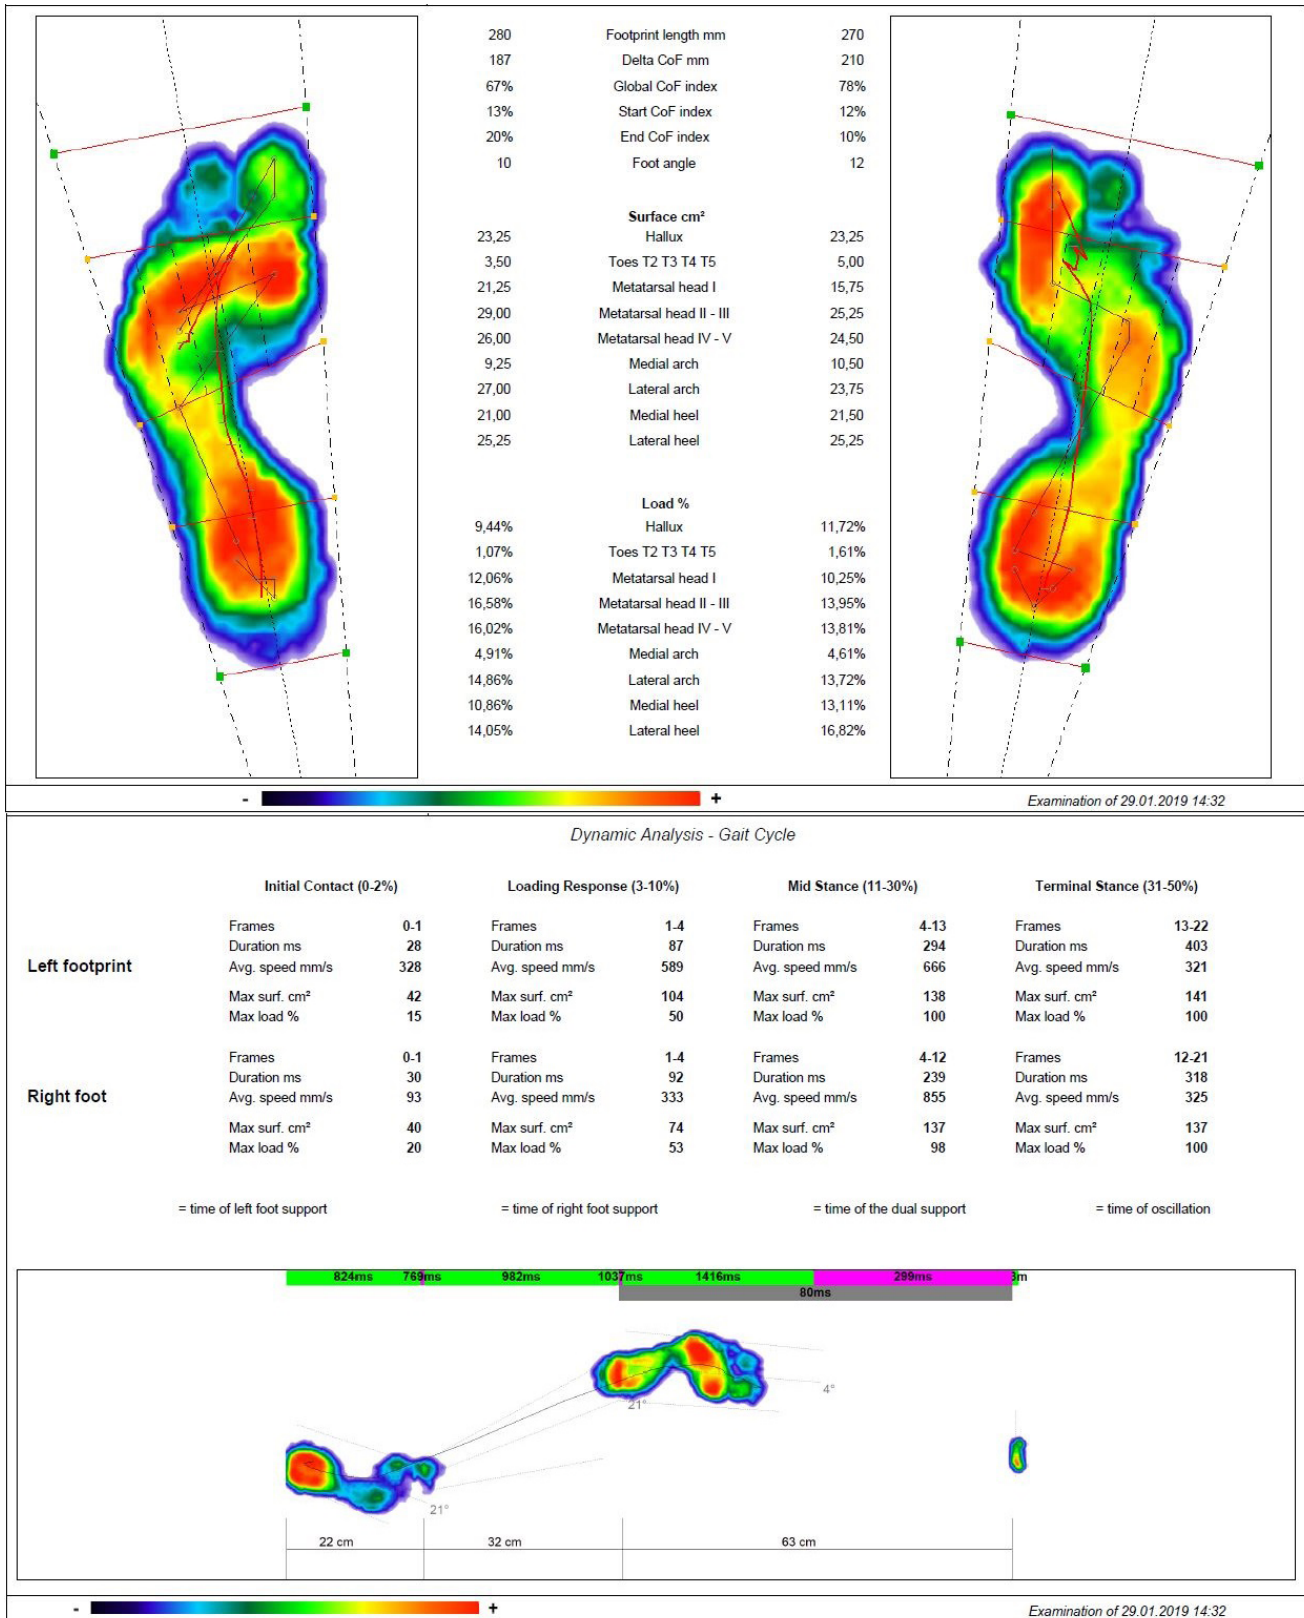 280 Footprint length mm 270
187 Delta CoF mm 210
67% Global CoF index 78%
13% Start CoF index 12%
20% End CoF index 10%
10 Foot angle 12
Surface cm²
23,25 Hallux 23,25
3,50 Toes T2 T3 T4 T5 5,00
21,25 Metatarsal head I 15,75
29,00 Metatarsal head II - III 25,25
26,00 Metatarsal head IV - V 24,50
9,25 Medial arch 10,50
27,00 Lateral arch 23,75
21,00 Medial heel 21,50
25,25 Lateral heel 25,25
Load %
9,44% Hallux 11,72%
1,07% Toes T2 T3 T4 T5 1,61%
12,06% Metatarsal head I 10,25%
16,58% Metatarsal head II - III 13,95%
16,02% Metatarsal head IV - V 13,81%
4,91% Medial arch 4,61%
14,86% Lateral arch 13,72%
10,86% Medial heel 13,11%
14,05% Lateral heel 16,82%
- +
Examination of 29.01.2019 14:32
Dynamic Analysis - Gait Cycle
Initial Contact (0-2%) Loading Response (3-10%) Mid Stance (11-30%) Terminal Stance (31-50%)
Frames 0-1 Frames 1-4 Frames 4-13 Frames 13-22
Duration ms 28 Duration ms 87 Duration ms 294 Duration ms 403
Left footprint Avg. speed mm/s 328 Avg. speed mm/s 589 Avg. speed mm/s 666 Avg. speed mm/s 321
Max surf. cm² 42 Max surf. cm² 104 Max surf. cm² 138 Max surf. cm² 141
Max load % 15 Max load % 50 Max load % 100 Max load % 100
Frames 0-1 Frames 1-4 Frames 4-12 Frames 12-21
Duration ms 30 Duration ms 92 Duration ms 239 Duration ms 318
Right foot Avg. speed mm/s 93 Avg. speed mm/s 333 Avg. speed mm/s 855 Avg. speed mm/s 325
Max surf. cm² 40 Max surf. cm² 74 Max surf. cm² 137 Max surf. cm² 137
Max load % 20 Max load % 53 Max load % 98 Max load % 100
= time of left foot support = time of right foot support = time of the dual support = time of oscillation
824ms 769ms 982ms 1037ms 1416ms 299ms
80ms
4°
21°
21°
22 cm 32 cm 63 cm
- +
Examination of 29.01.2019 14:32